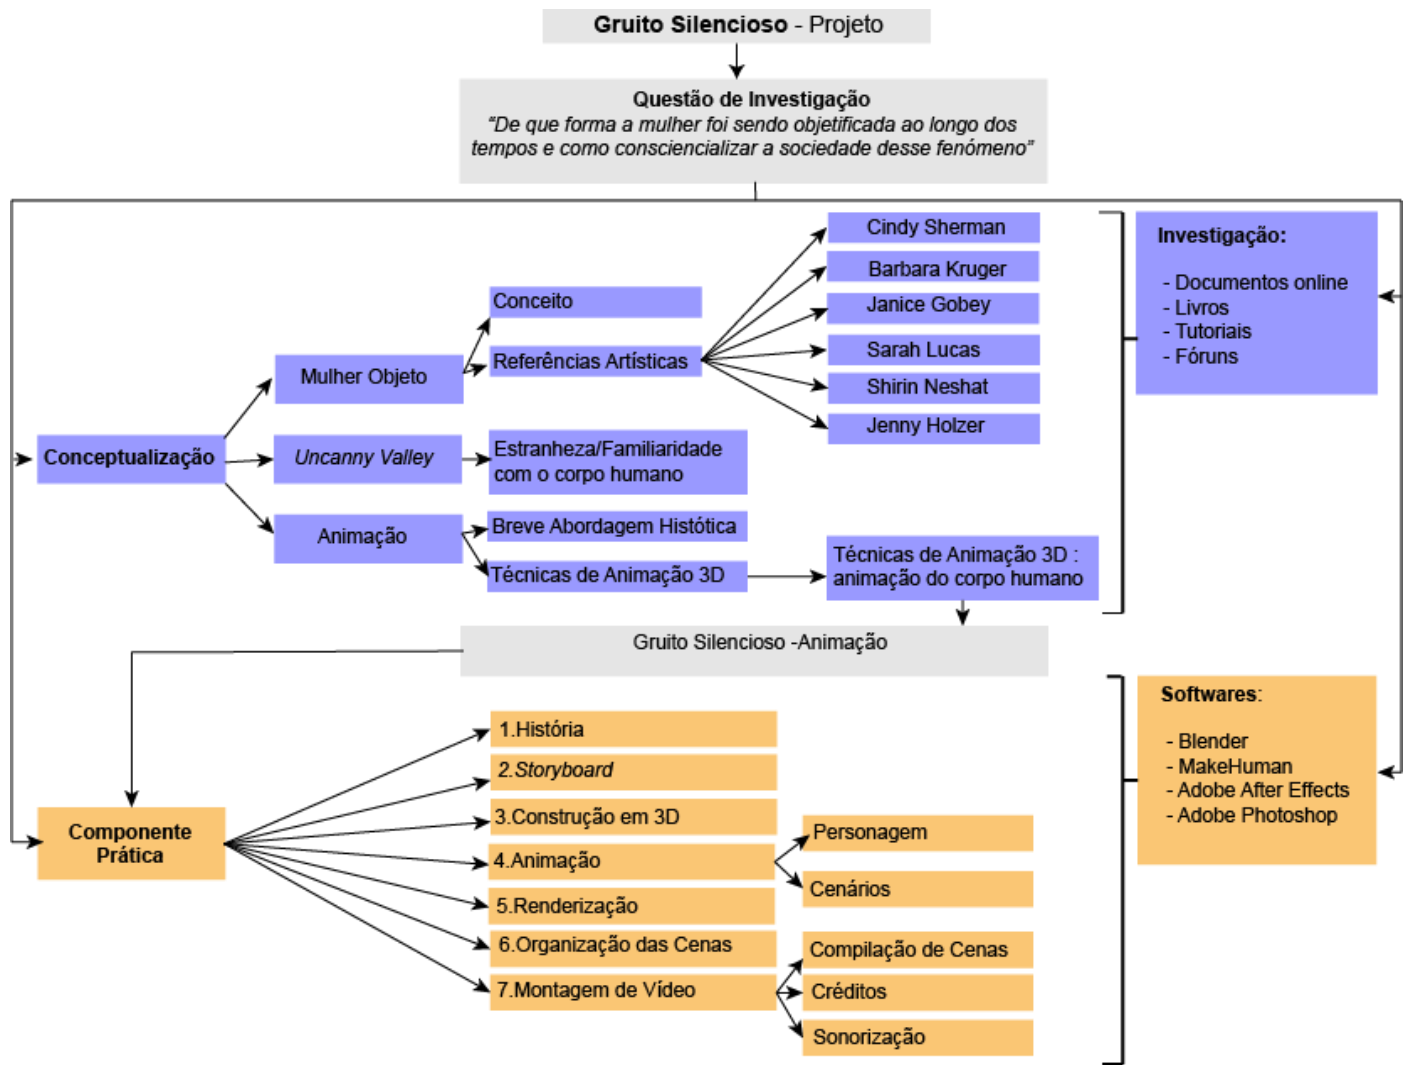 Gruito Silencioso - Projeto
Questão de Investigação
“De que forma a mulher foi sendo objetificada ao longo dos
tempos e como consciencializar a sociedade desse fenómeno”
Conceptualização
Mulher Objeto
Conceito
Referências Artísticas
Cindy Sherman
Barbara Kruger
Janice Gobey
Sarah Lucas
Shirin Neshat
Jenny Holzer
Uncanny Valley
Estranheza/Familiaridade
com o corpo humano
Animação
Breve Abordagem Histótica
Técnicas de Animação 3D
Técnicas de Animação 3D :
animação do corpo humano
Investigação:
- Documentos online
- Livros
- Tutoriais
- Fóruns
Gruito Silencioso -Animação
Componente
Prática
1.História
2.Storyboard
3.Construção em 3D
4.Animação
Personagem
Cenários
5.Renderização
6.Organização das Cenas
7.Montagem de Vídeo
Compilação de Cenas
Créditos
Sonorização
Softwares:
- Blender
- MakeHuman
- Adobe After Effects
- Adobe Photoshop